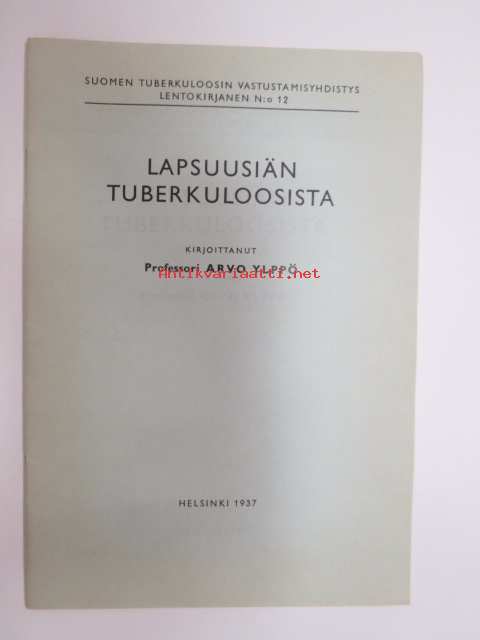 SUOMEN TUBERKULOOSIN VASTUSTAMISYHDISTYS
LENTOKIRJANEN N:o 12
LAPSUUSIÄN
TUBERKULOOSISTA
KIRJOITTANUT
Professori ARVO YLPPÖ
Antikvariaatti.net
HELSINKI 1937